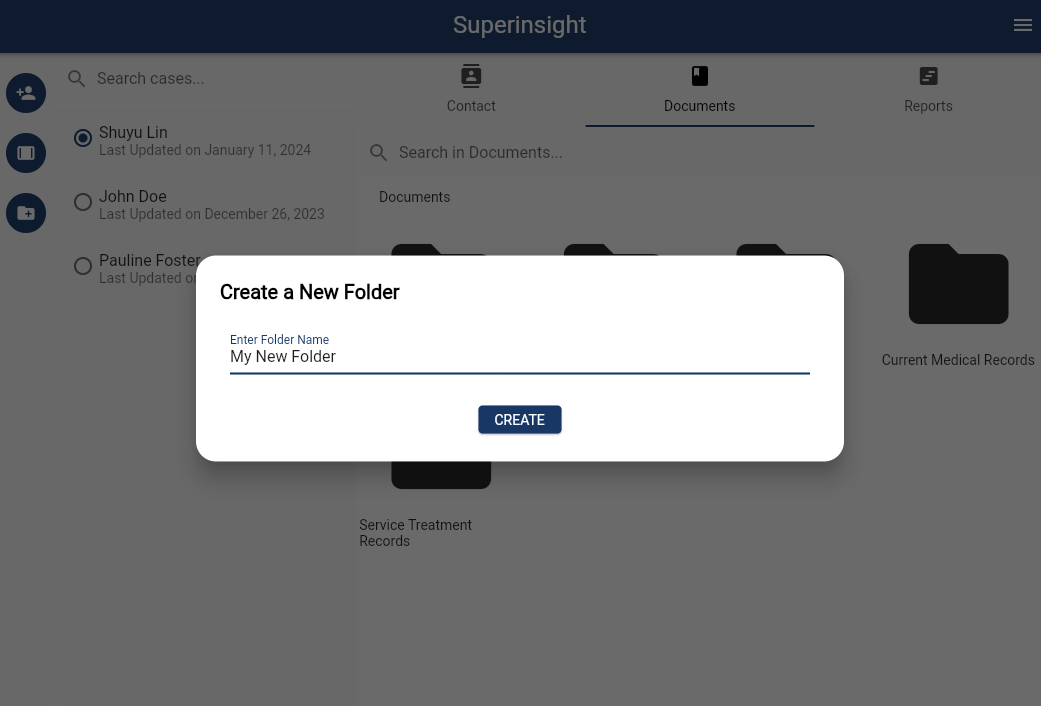 Superinsight
Search cases...
Contact
Documents
Reports
Shuyu Lin
Last Updated on January 11, 2024
John Doe
Last Updated on December 26, 2023
Pauline Foster
Last Updated
Search in Documents...
Documents
Create a New Folder
Enter Folder Name
My New Folder
CREATE
Current Medical Records
Service Treatment
Records